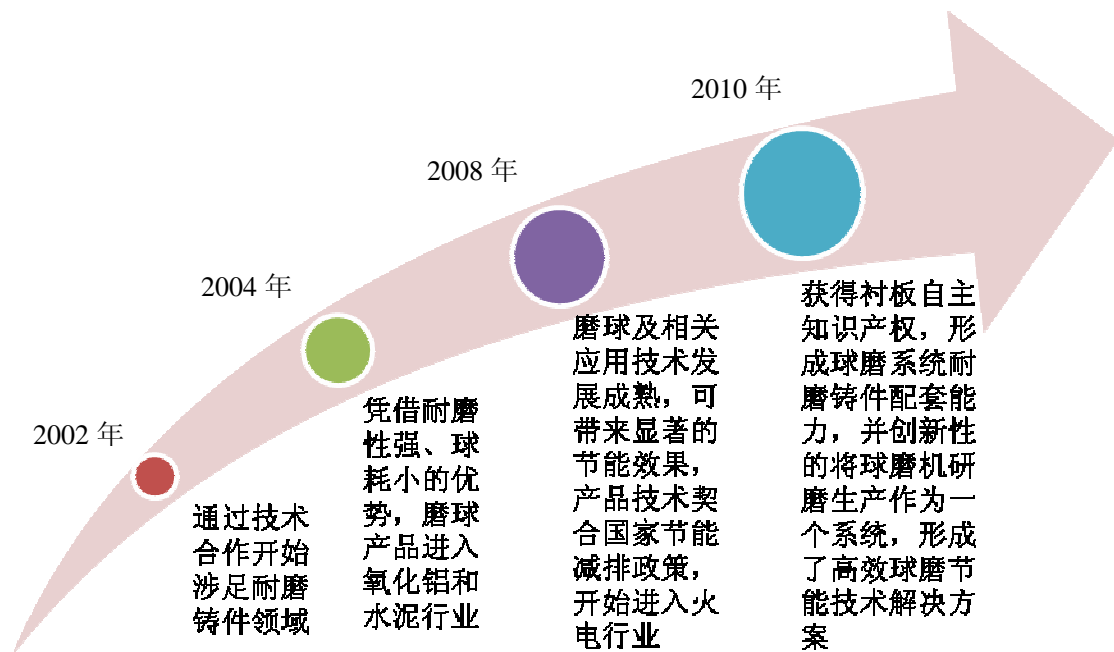 2002 年
通过技术
合作开始
涉足耐磨
铸件领域
2004 年
凭借耐磨
性强、球
耗小的优
势，磨球
产品进入
氧化铝和
水泥行业
2008 年
磨球及相关
应用技术发
展成熟，可
带来显著的
节能效果，
产品技术契
合国家节能
减排政策，
开始进入火
电行业
2010 年
获得衬板自主
知识产权，形
成球磨系统耐
磨铸件配套能
力，并创新性
的将球磨机研
磨生产作为一
个系统，形成
了高效球磨节
能技术解决方
案